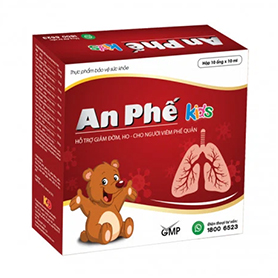 Thực phẩm bảo vệ sức khỏe
Hộp 10 ống x 10 ml
An Phế Kids
HỖ TRỢ GIẢM ĐỜM, HO - CHO NGƯỜI VIÊM PHẾ QUẢN
GMP
Điện thoại tư vấn:
1800 6523